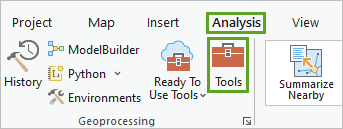 Project Map Insert Analysis View
ModelBuilder
Python
Environments
History
Ready To
Use Tools
Tools
Summarize
Nearby
Geoprocessing